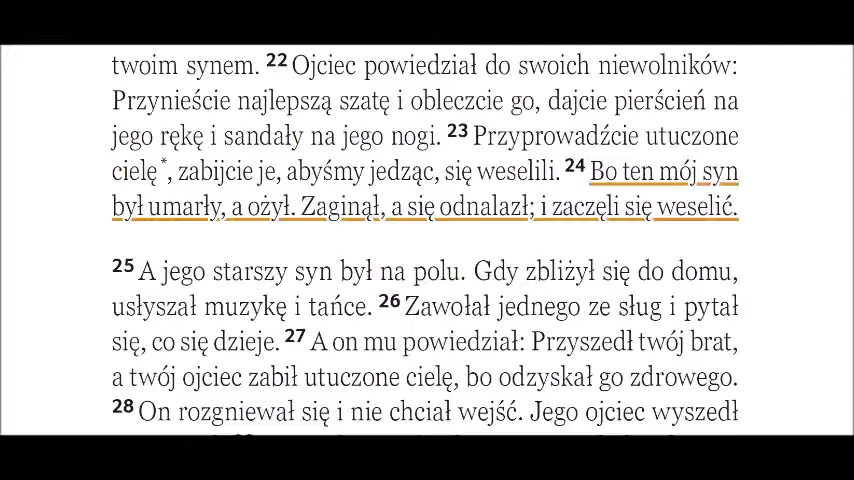 twoim synem. 22 Ojciec powiedział do swoich niewolników:
Przynieście najlepszą szatę i obleczcie go, dajcie pierścień na
jego rękę i sandały na jego nogi. 23 Przyprowadźcie utuczone
cielę*, zabijcie je, abyśmy jedząc, się weselili. 24 Bo ten mój syn
był umarły, a ożył. Zaginął, a się odnalazł; i zaczęli się weselić.
25 A jego starszy syn był na polu. Gdy zbliżył się do domu,
usłyszał muzykę i tańce. 26 Zawołał jednego ze sług i pytał
się, co się dzieje. 27 A on mu powiedział: Przyszedł twój brat,
a twój ojciec zabił utuczone cielę, bo odzyskał go zdrowego.
28 On rozgniewał się i nie chciał wejść. Jego ojciec wyszedł